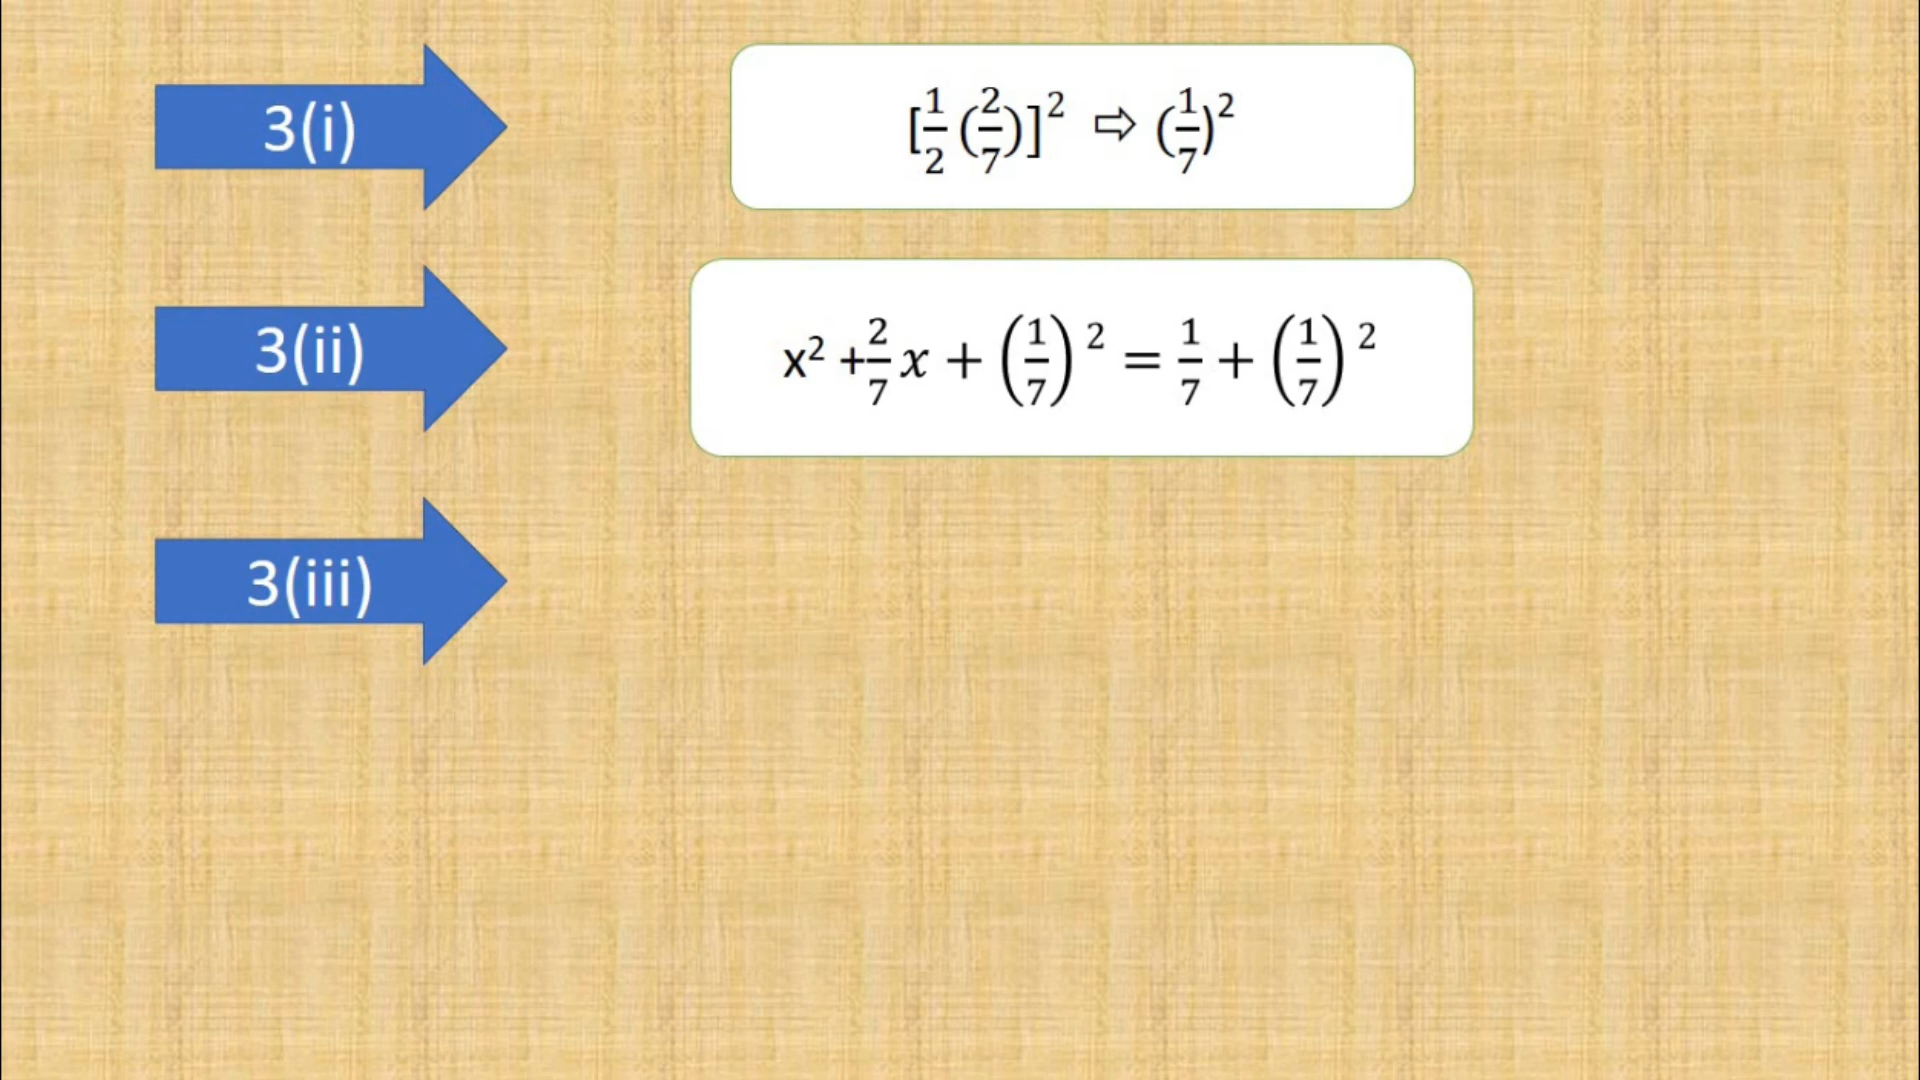 3(i)
[1/2 (2/7)]² ⇨ (1/7)²
3(ii)
x² + 2/7 x + (1/7)² = 1/7 + (1/7)²
3(iii)